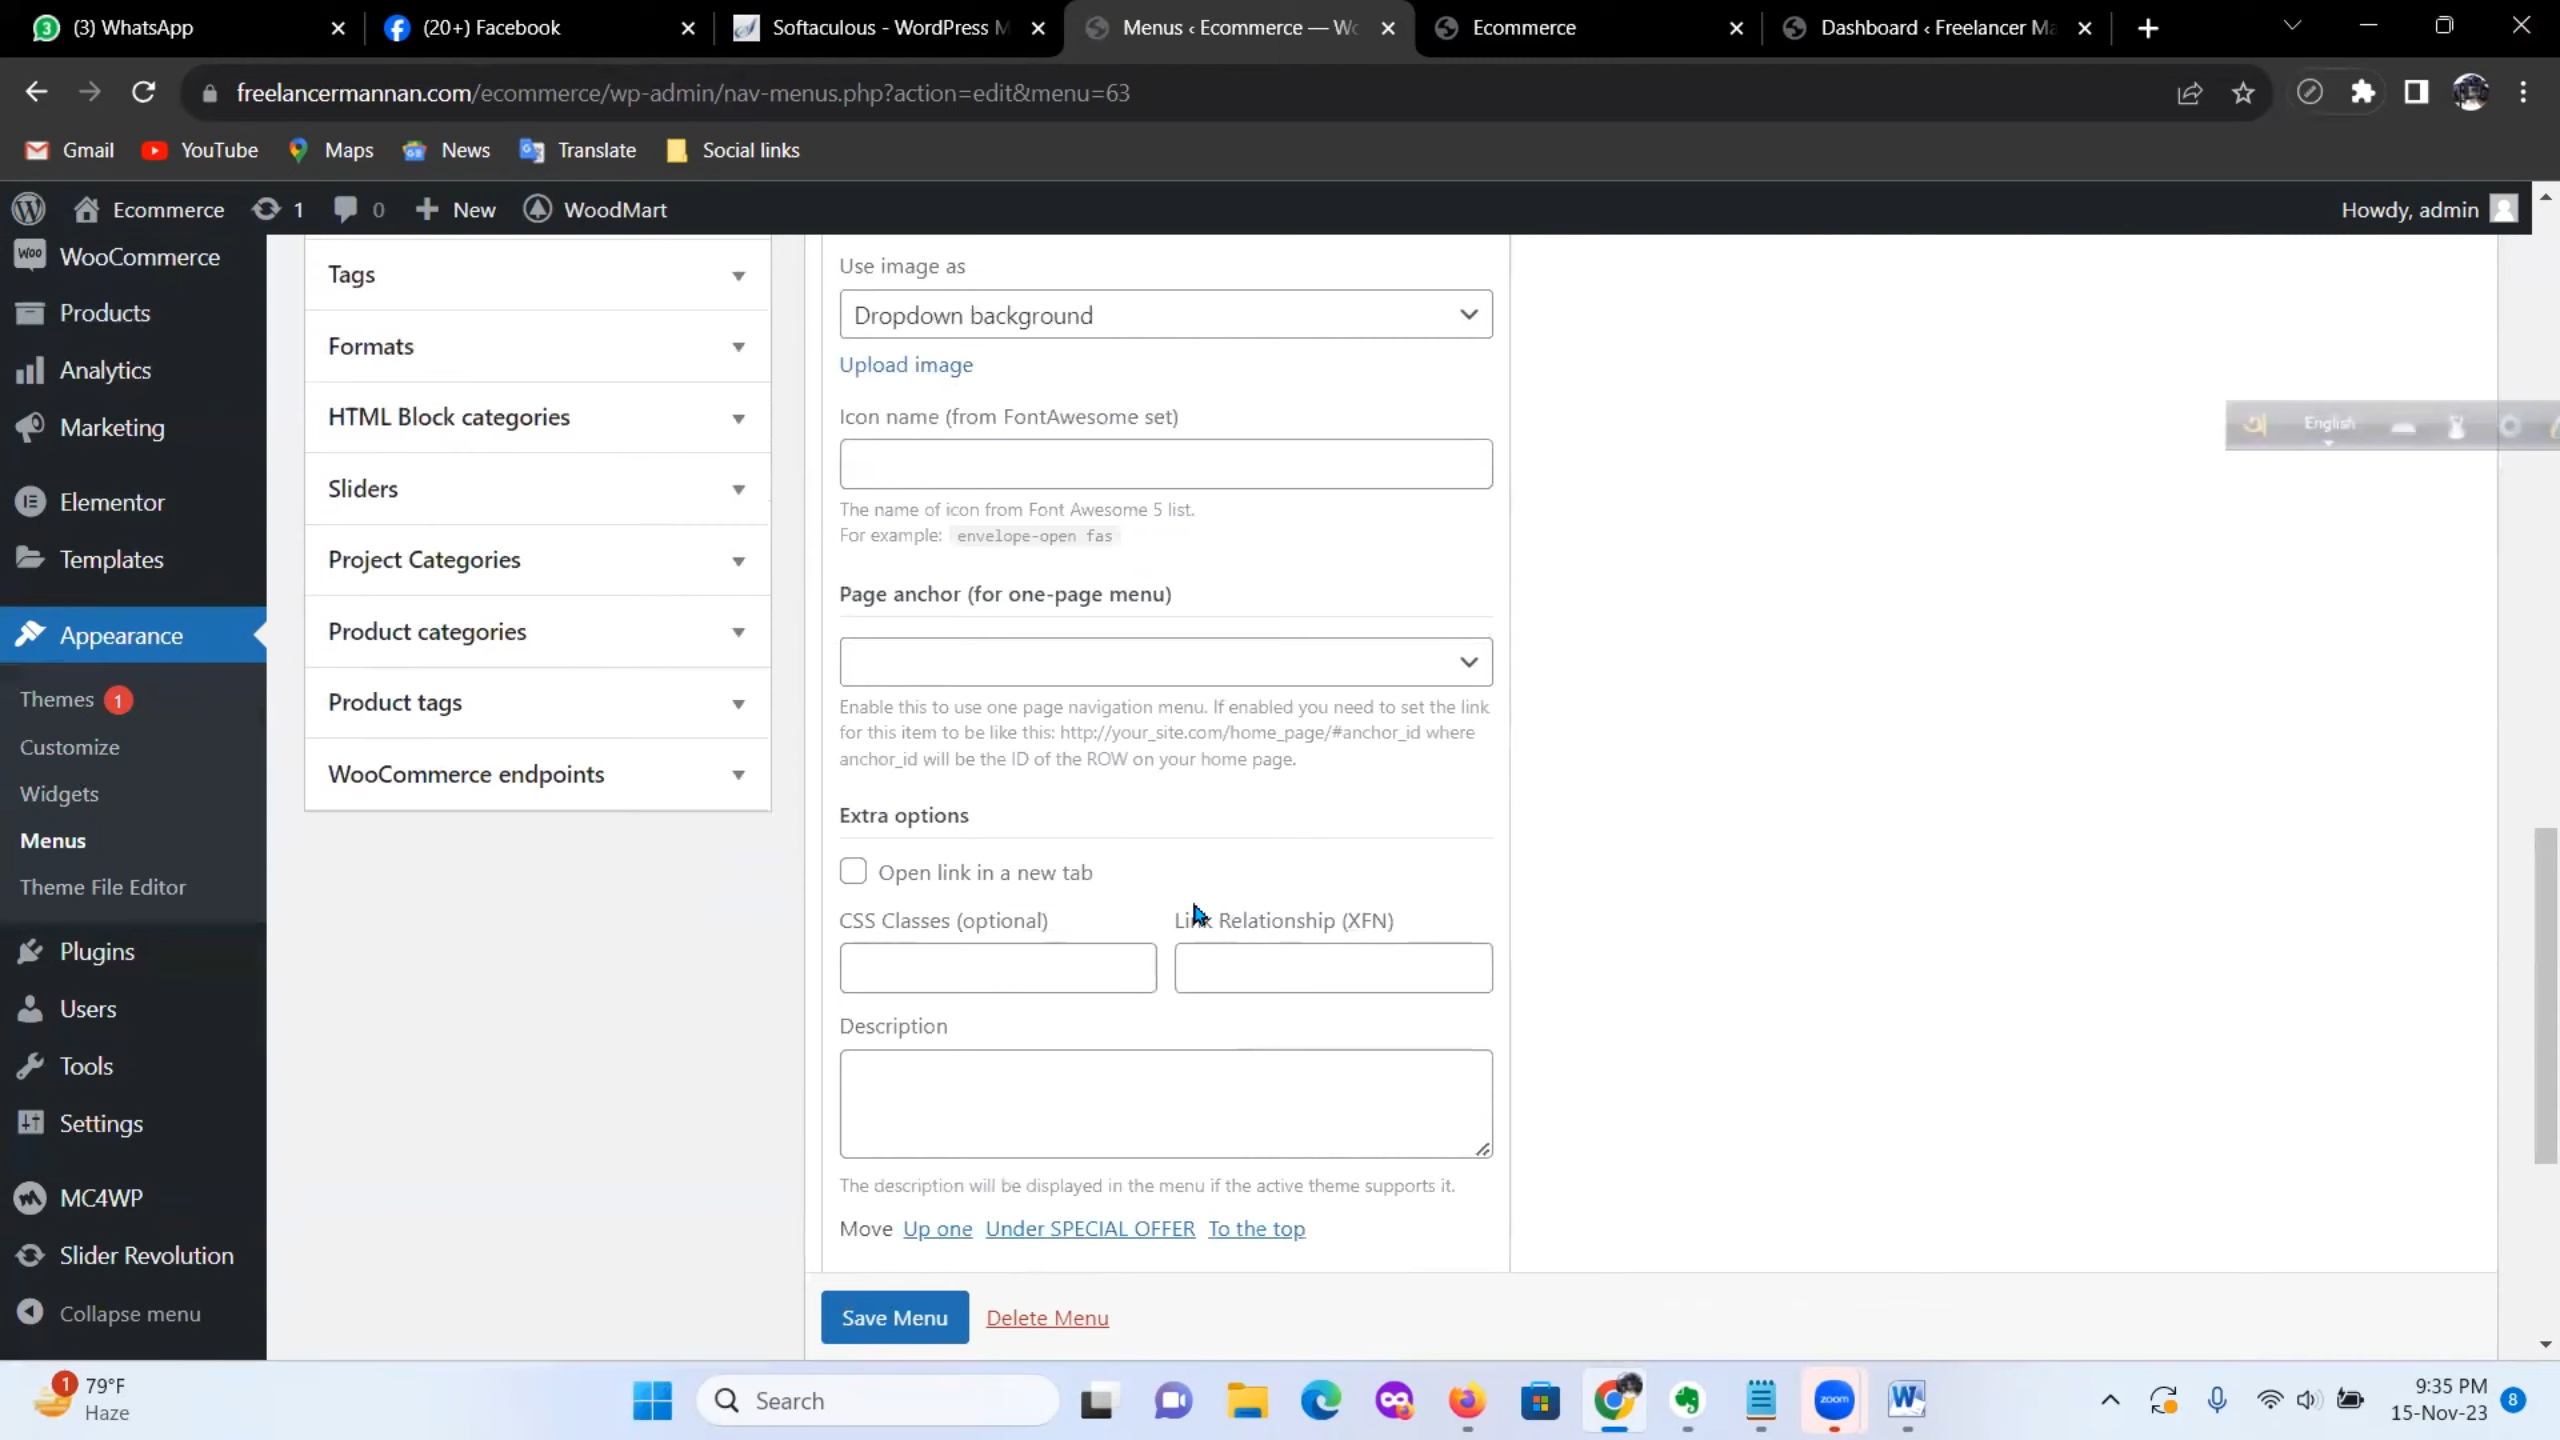 (3) WhatsApp
(20+) Facebook
Softaculous - WordPress M
Menus ‹ Ecommerce — Wo
Ecommerce
Dashboard ‹ Freelancer Ma
freelancermannan.com/ecommerce/wp-admin/nav-menus.php?action=edit&menu=63
Gmail
YouTube
Maps
News
Translate
Social links
Ecommerce
1
0
New
WoodMart
Howdy, admin
WooCommerce
Products
Analytics
Marketing
Elementor
Templates
Appearance
Themes 1
Customize
Widgets
Menus
Theme File Editor
Plugins
Users
Tools
Settings
MC4WP
Slider Revolution
Collapse menu
Tags
Formats
HTML Block categories
Sliders
Project Categories
Product categories
Product tags
WooCommerce endpoints
Use image as
Dropdown background
Upload image
Icon name (from FontAwesome set)
The name of icon from Font Awesome 5 list.
For example: envelope-open fas
Page anchor (for one-page menu)
Enable this to use one page navigation menu. If enabled you need to set the link
for this item to be like this: http://your_site.com/home_page/#anchor_id where
anchor_id will be the ID of the ROW on your home page.
Extra options
Open link in a new tab
CSS Classes (optional)
Link Relationship (XFN)
Description
The description will be displayed in the menu if the active theme supports it.
Move Up one Under SPECIAL OFFER To the top
Save Menu
Delete Menu
অ English
1
79°F
Haze
Search
zoom
9:35 PM
15-Nov-23
8